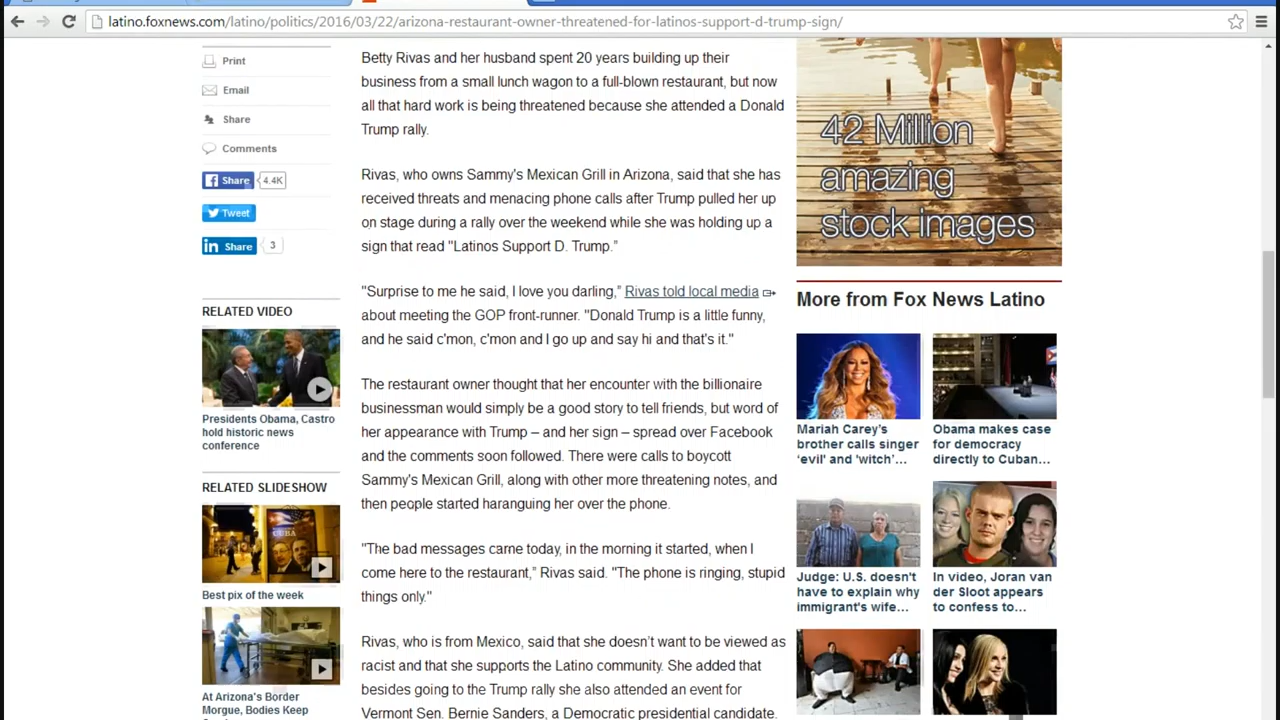 latino.foxnews.com/latino/politics/2016/03/22/arizona-restaurant-owner-threatened-for-latinos-support-d-trump-sign/
Print
Email
Share
Comments
Share 4.4K
Tweet
in Share 3
RELATED VIDEO
Presidents Obama, Castro
hold historic news
conference
RELATED SLIDESHOW
CUBA
Best pix of the week
At Arizona's Border
Morgue, Bodies Keep
Betty Rivas and her husband spent 20 years building up their
business from a small lunch wagon to a full-blown restaurant, but now
all that hard work is being threatened because she attended a Donald
Trump rally.
Rivas, who owns Sammy's Mexican Grill in Arizona, said that she has
received threats and menacing phone calls after Trump pulled her up
on stage during a rally over the weekend while she was holding up a
sign that read "Latinos Support D. Trump."
"Surprise to me he said, I love you darling," Rivas told local media
about meeting the GOP front-runner. "Donald Trump is a little funny,
and he said c'mon, c'mon and I go up and say hi and that's it."
The restaurant owner thought that her encounter with the billionaire
businessman would simply be a good story to tell friends, but word of
her appearance with Trump – and her sign – spread over Facebook
and the comments soon followed. There were calls to boycott
Sammy's Mexican Grill, along with other more threatening notes, and
then people started haranguing her over the phone.
"The bad messages came today, in the morning it started, when I
come here to the restaurant," Rivas said. "The phone is ringing, stupid
things only."
Rivas, who is from Mexico, said that she doesn't want to be viewed as
racist and that she supports the Latino community. She added that
besides going to the Trump rally she also attended an event for
Vermont Sen. Bernie Sanders, a Democratic presidential candidate.
42 Million
amazing
stock images
More from Fox News Latino
Mariah Carey's
brother calls singer
'evil' and 'witch'...
Obama makes case
for democracy
directly to Cuban...
Judge: U.S. doesn't
have to explain why
immigrant's wife...
In video, Joran van
der Sloot appears
to confess to...